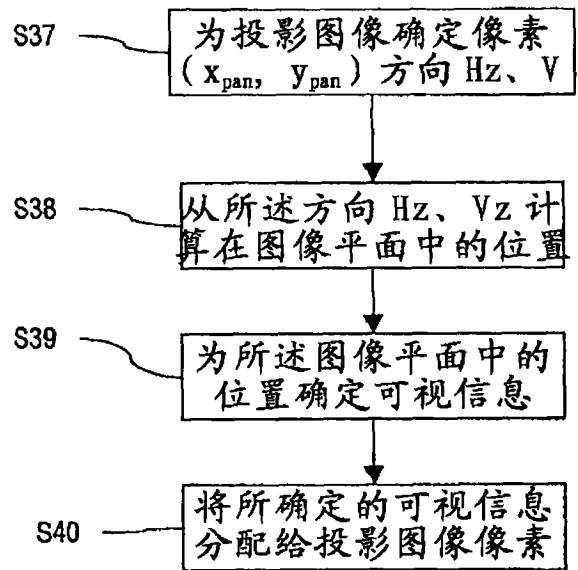 S37
为投影图像确定像素
(x_pan, y_pan) 方向 Hz、V
S38
从所述方向 Hz、Vz 计
算在图像平面中的位置
S39
为所述图像平面中的
位置确定可视信息
S40
将所确定的可视信息
分配给投影图像像素